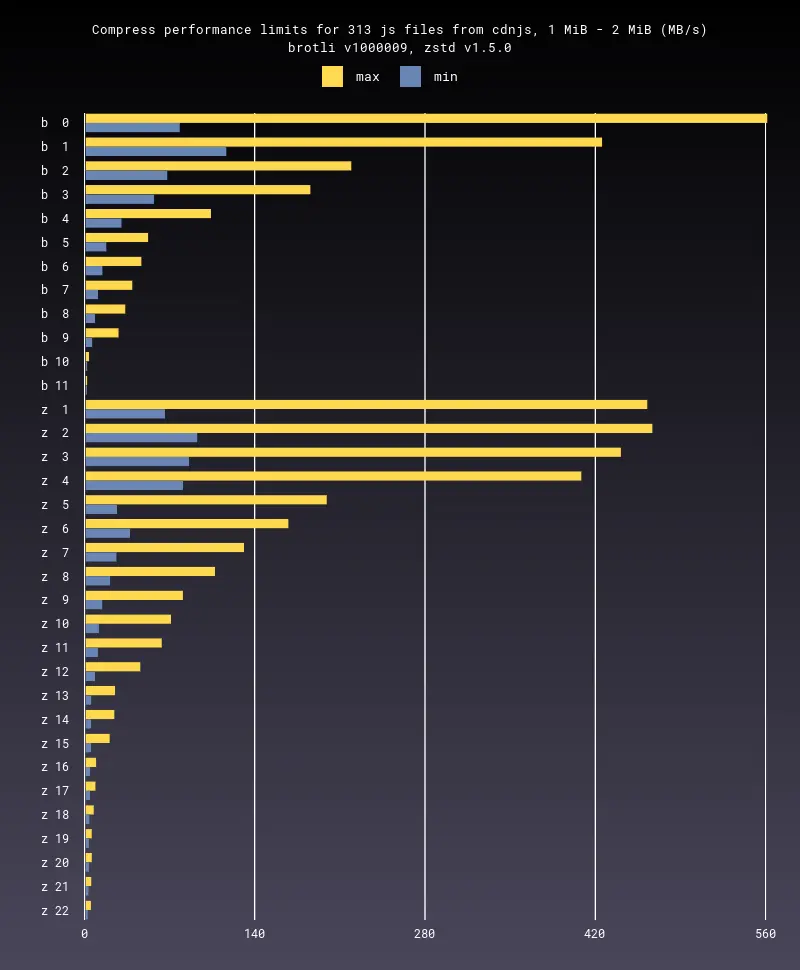 Compress performance limits for 313 js files from cdnjs, 1 MiB - 2 MiB (MB/s)
brotli v1000009, zstd v1.5.0
max min
b 0
b 1
b 2
b 3
b 4
b 5
b 6
b 7
b 8
b 9
b 10
b 11
z 1
z 2
z 3
z 4
z 5
z 6
z 7
z 8
z 9
z 10
z 11
z 12
z 13
z 14
z 15
z 16
z 17
z 18
z 19
z 20
z 21
z 22
0 140 280 420 560